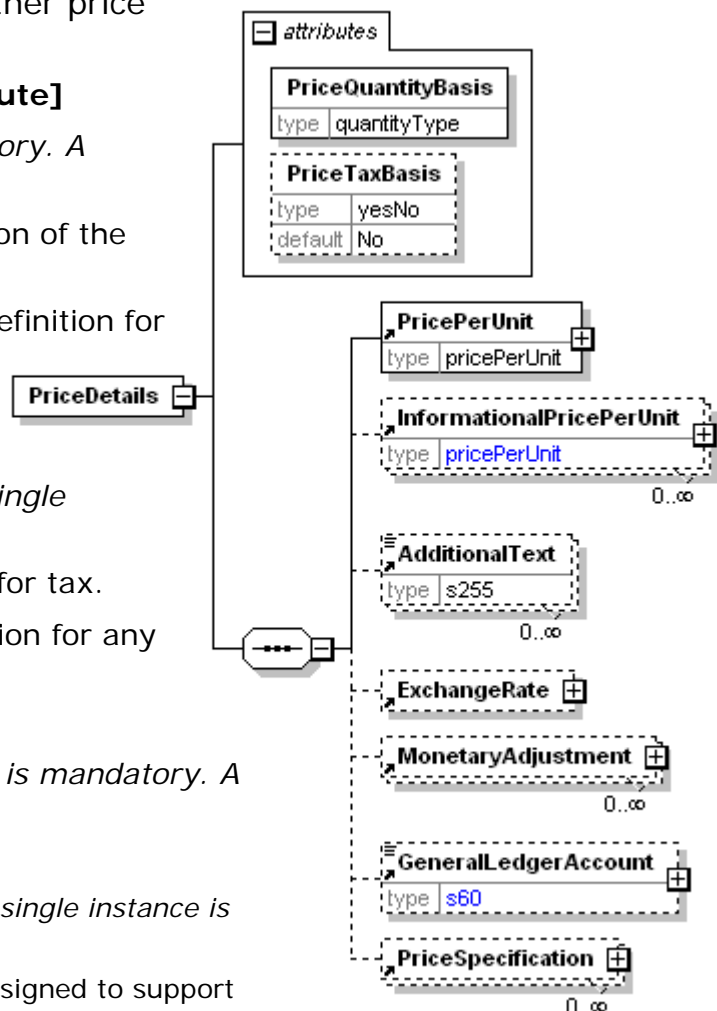 her price
ute]
ory. A
on of the
efinition for
ingle
for tax.
ion for any
is mandatory. A
single instance is
signed to support
attributes
PriceQuantityBasis
type quantityType
PriceTaxBasis
type yesNo
default No
PriceDetails
PricePerUnit
type pricePerUnit
InformationalPricePerUnit
type pricePerUnit
0..∞
AdditionalText
type s255
0..∞
ExchangeRate
MonetaryAdjustment
0..∞
GeneralLedgerAccount
type s60
PriceSpecification
0..∞